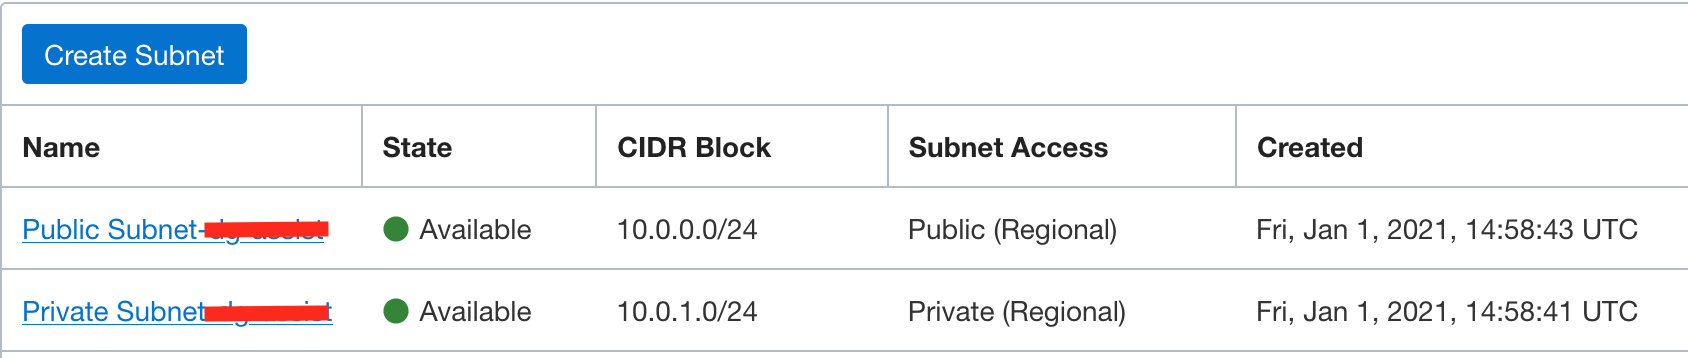 Create Subnet
Name State CIDR Block Subnet Access Created
Public Subnet- Available 10.0.0.0/24 Public (Regional) Fri, Jan 1, 2021, 14:58:43 UTC
Private Subnet Available 10.0.1.0/24 Private (Regional) Fri, Jan 1, 2021, 14:58:41 UTC